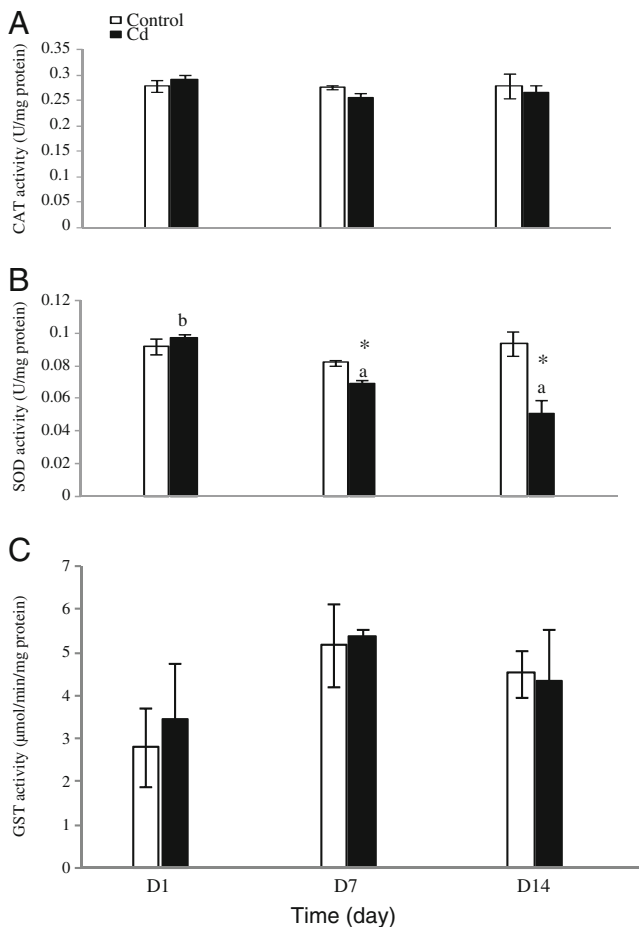 A
Control
Cd
CAT activity (U/mg protein)
0.35
0.3
0.25
0.2
0.15
0.1
0.05
0
B
SOD activity (U/mg protein)
0.12
0.1
0.08
0.06
0.04
0.02
0
b
*
a
*
a
C
GST activity (µmol/min/mg protein)
7
6
5
4
3
2
1
0
D1 D7 D14
Time (day)